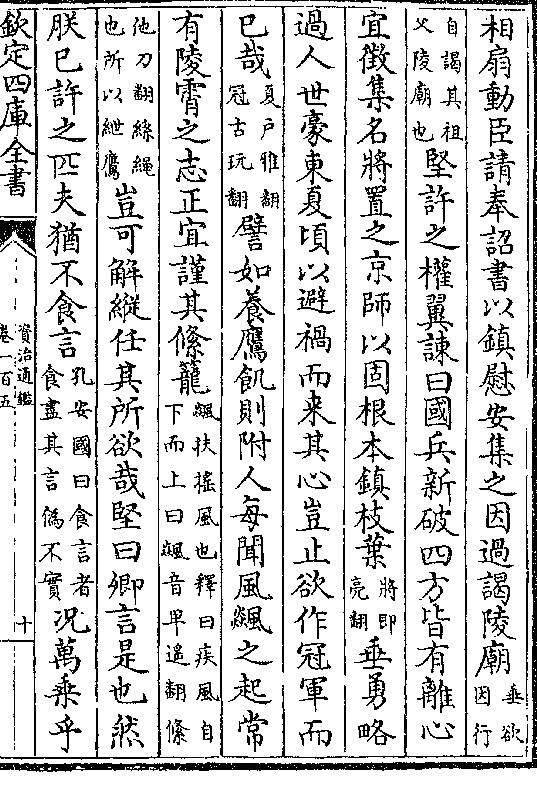 相扇動臣請奉詔書以鎮慰安集之因過謁陵廟垂欲因行
自謁其祖父陵廟也堅許之權翼諫曰國兵新破四方皆有離心
宜徵集名將置之京師以固根本鎮枝葉將即亮翻垂勇略
過人世豪東夏頃以避禍而来其心豈止欲作冠軍而
已哉夏户雅翻冠古玩翻譬如養鷹飢則附人每聞風飈之起常
有陵霄之志正宜謹其絛籠飈扶揺風也釋曰疾風自下而上曰飈音早遥翻絛
他刀翻絲繩也所以紲鷹豈可解縱任其所欲哉堅曰卿言是也然
朕已許之匹夫猶不食言孔安國曰食言者食盡其言偽不實况萬乗乎
欽定四庫全書
資治通鑑
卷一百五
十